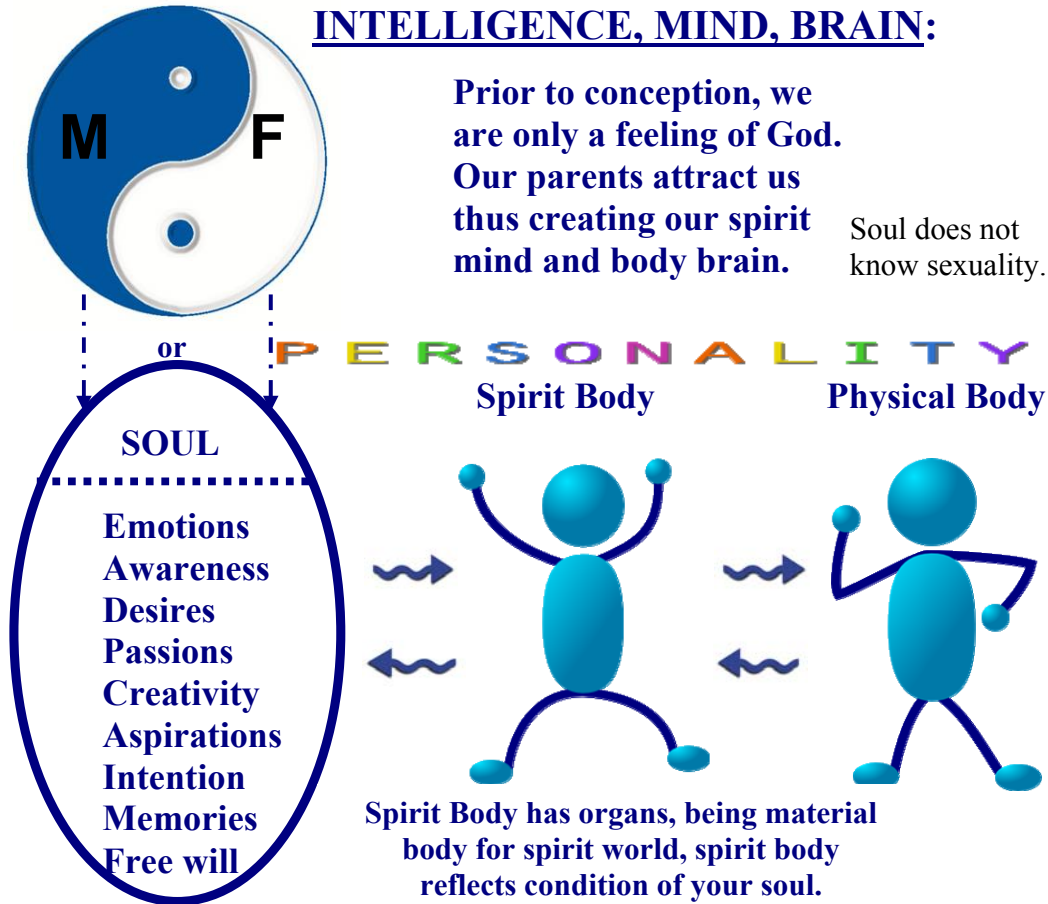 INTELLIGENCE, MIND, BRAIN:
M
F
Prior to conception, we
are only a feeling of God.
Our parents attract us
thus creating our spirit
mind and body brain.
Soul does not
know sexuality.
or
PERSONALITY
Spirit Body
Physical Body
SOUL
Emotions
Awareness
Desires
Passions
Creativity
Aspirations
Intention
Memories
Free will
Spirit Body has organs, being material
body for spirit world, spirit body
reflects condition of your soul.